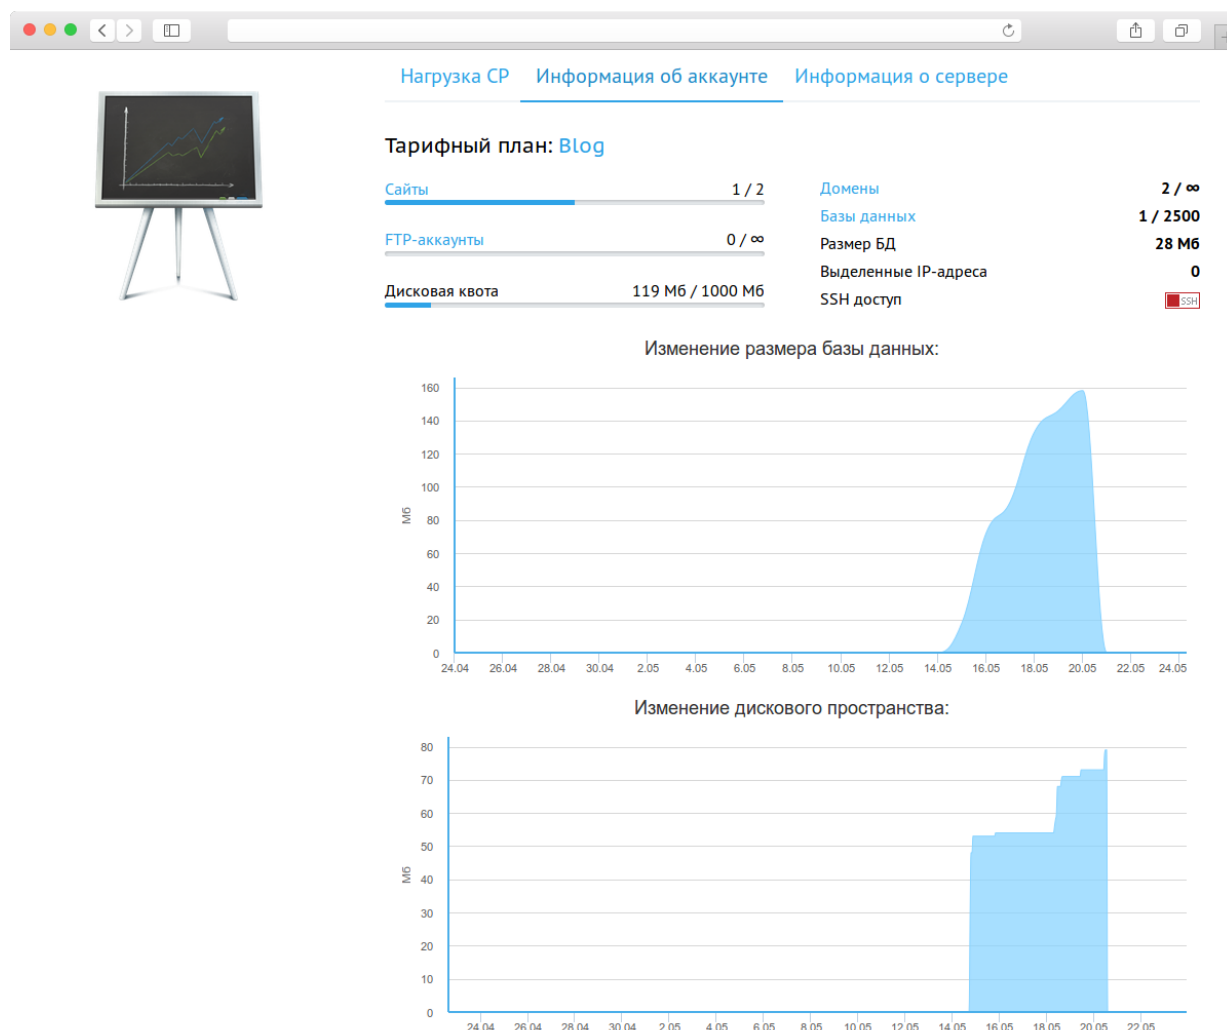 Нагрузка CP Информация об аккаунте Информация о сервере
Тарифный план: Blog
Сайты 1 / 2
FTP-аккаунты 0 / ∞
Дисковая квота 119 Мб / 1000 Мб
Домены 2 / ∞
Базы данных 1 / 2500
Размер БД 28 Мб
Выделенные IP-адреса 0
SSH доступ SSH
Изменение размера базы данных:
160
140
120
100
80
60
40
20
0
Мб
24.04 26.04 28.04 30.04 2.05 4.05 6.05 8.05 10.05 12.05 14.05 16.05 18.05 20.05 22.05 24.05
Изменение дискового пространства:
80
70
60
50
40
30
20
10
0
Мб
24.04 26.04 28.04 30.04 2.05 4.05 6.05 8.05 10.05 12.05 14.05 16.05 18.05 20.05 22.05